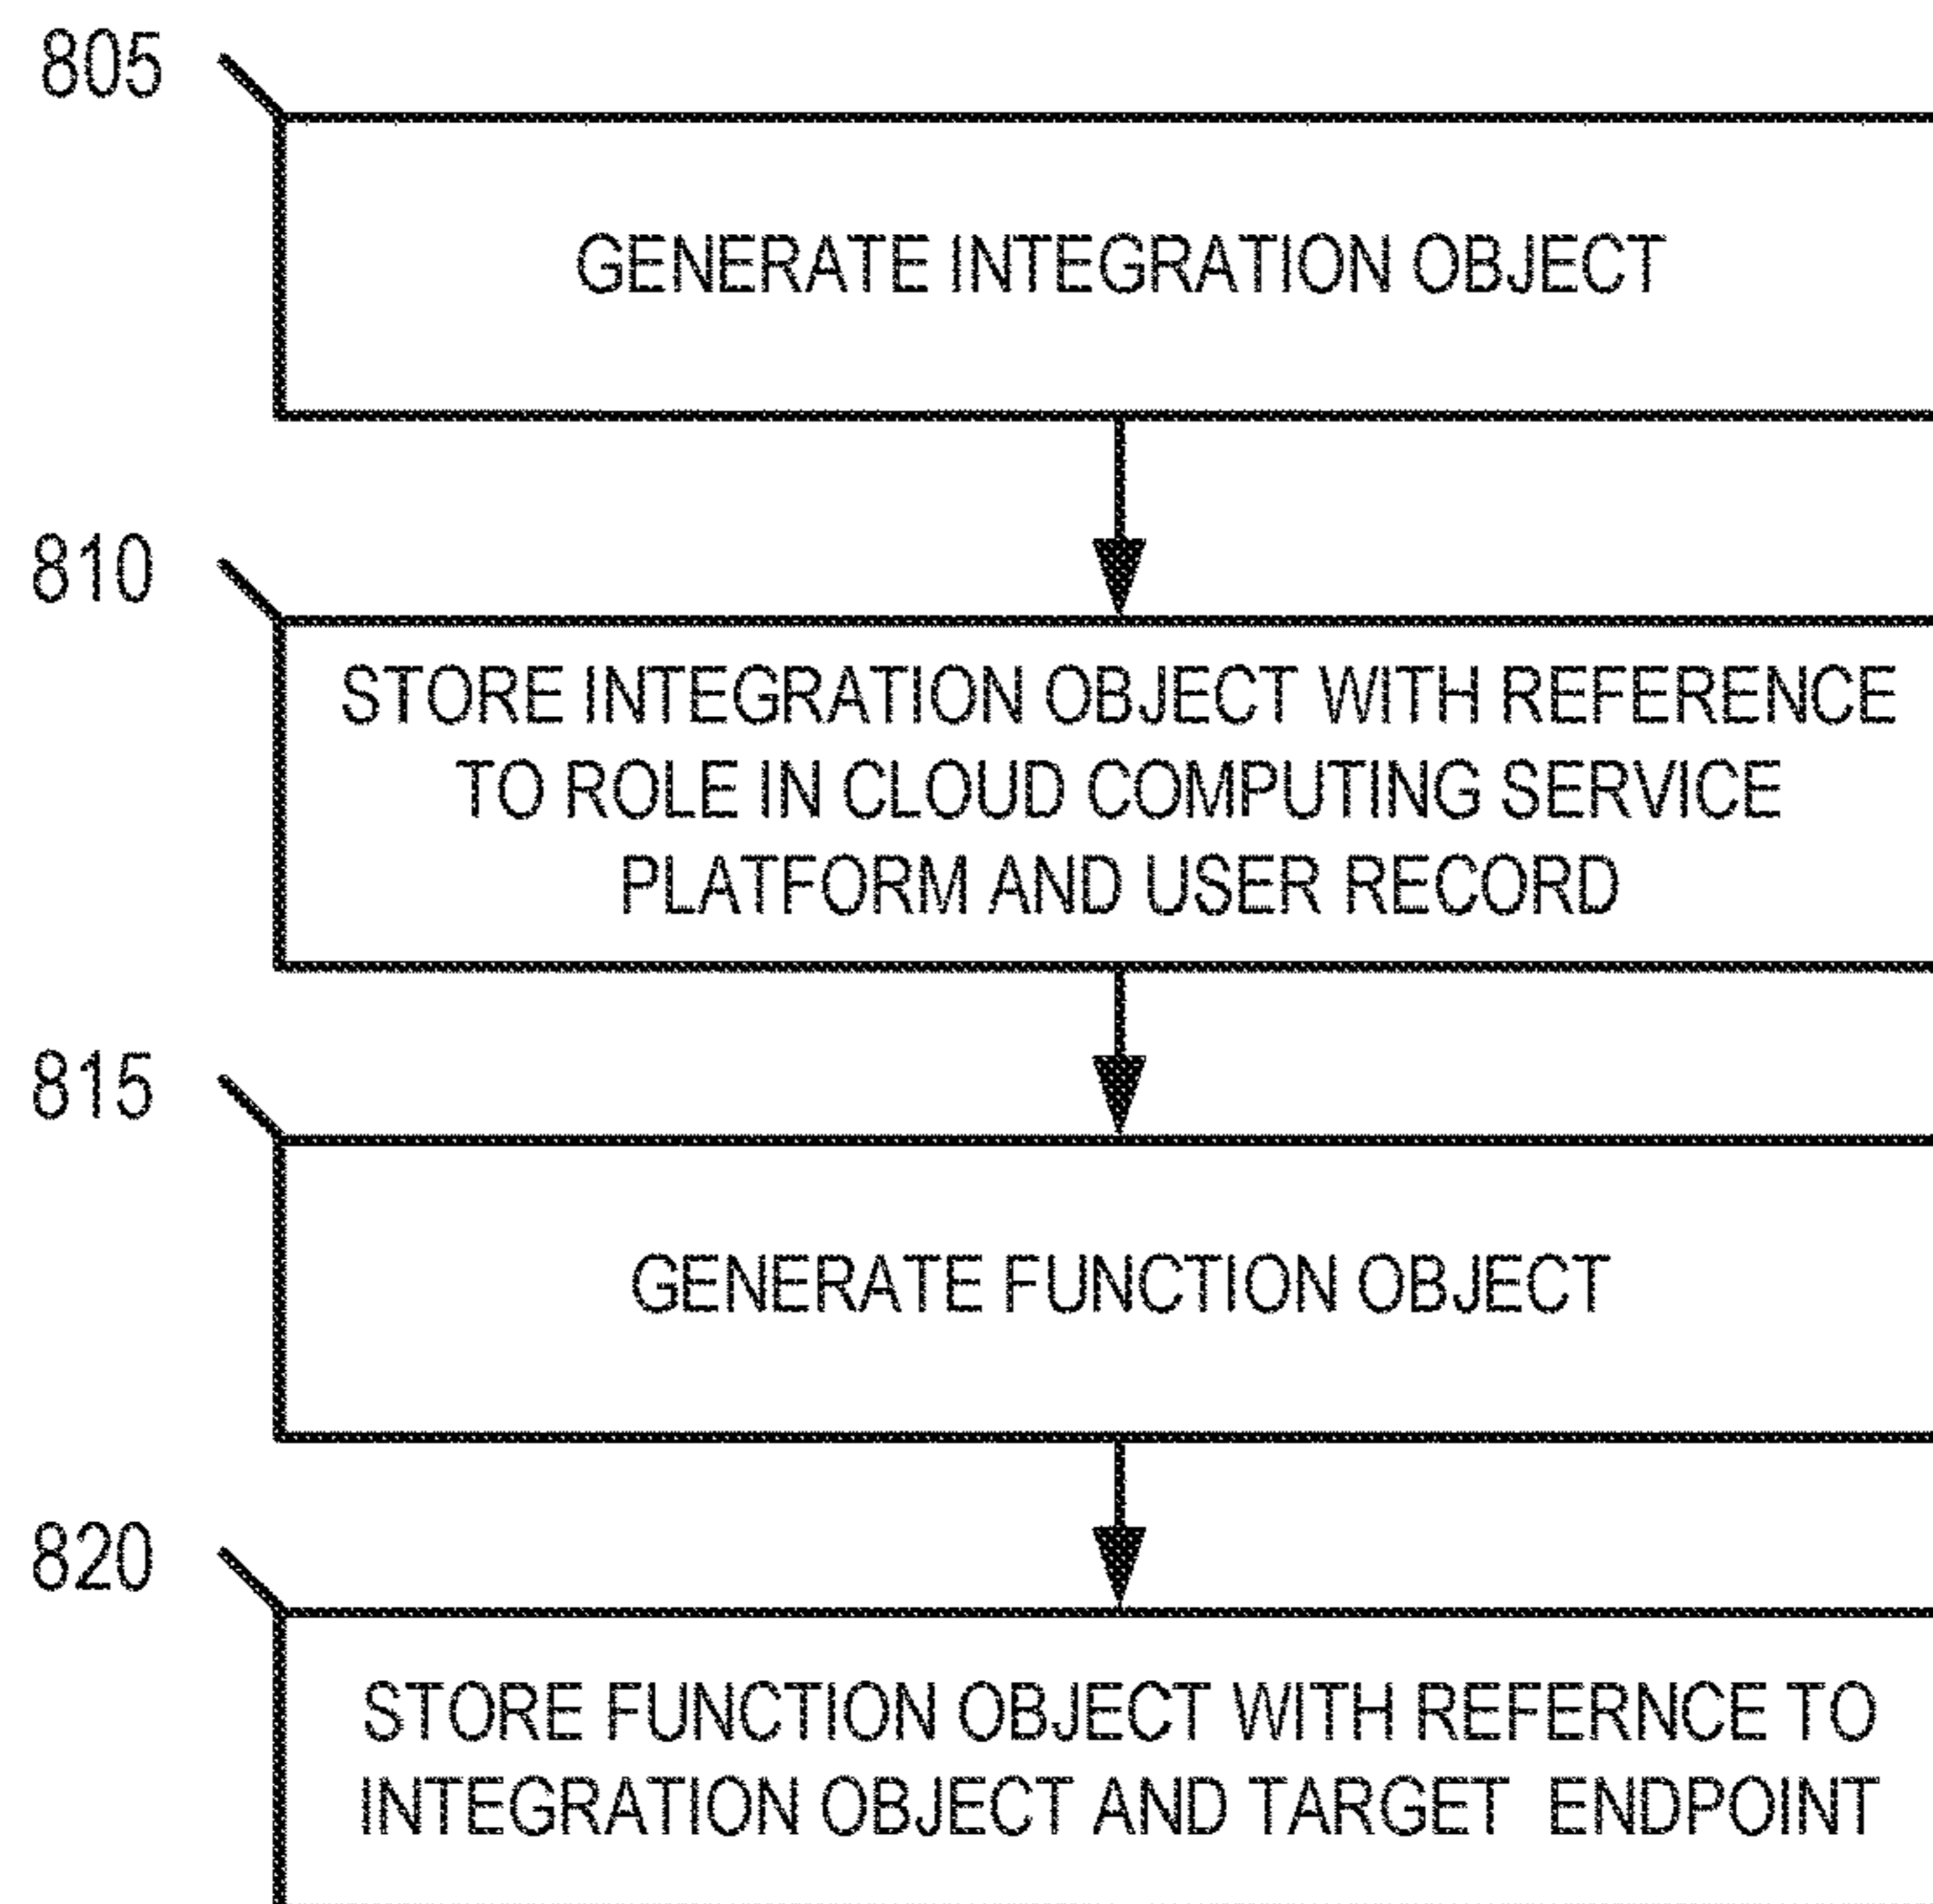 805
GENERATE INTEGRATION OBJECT
810
STORE INTEGRATION OBJECT WITH REFERENCE
TO ROLE IN CLOUD COMPUTING SERVICE
PLATFORM AND USER RECORD
815
GENERATE FUNCTION OBJECT
820
STORE FUNCTION OBJECT WITH REFERNCE TO
INTEGRATION OBJECT AND TARGET ENDPOINT